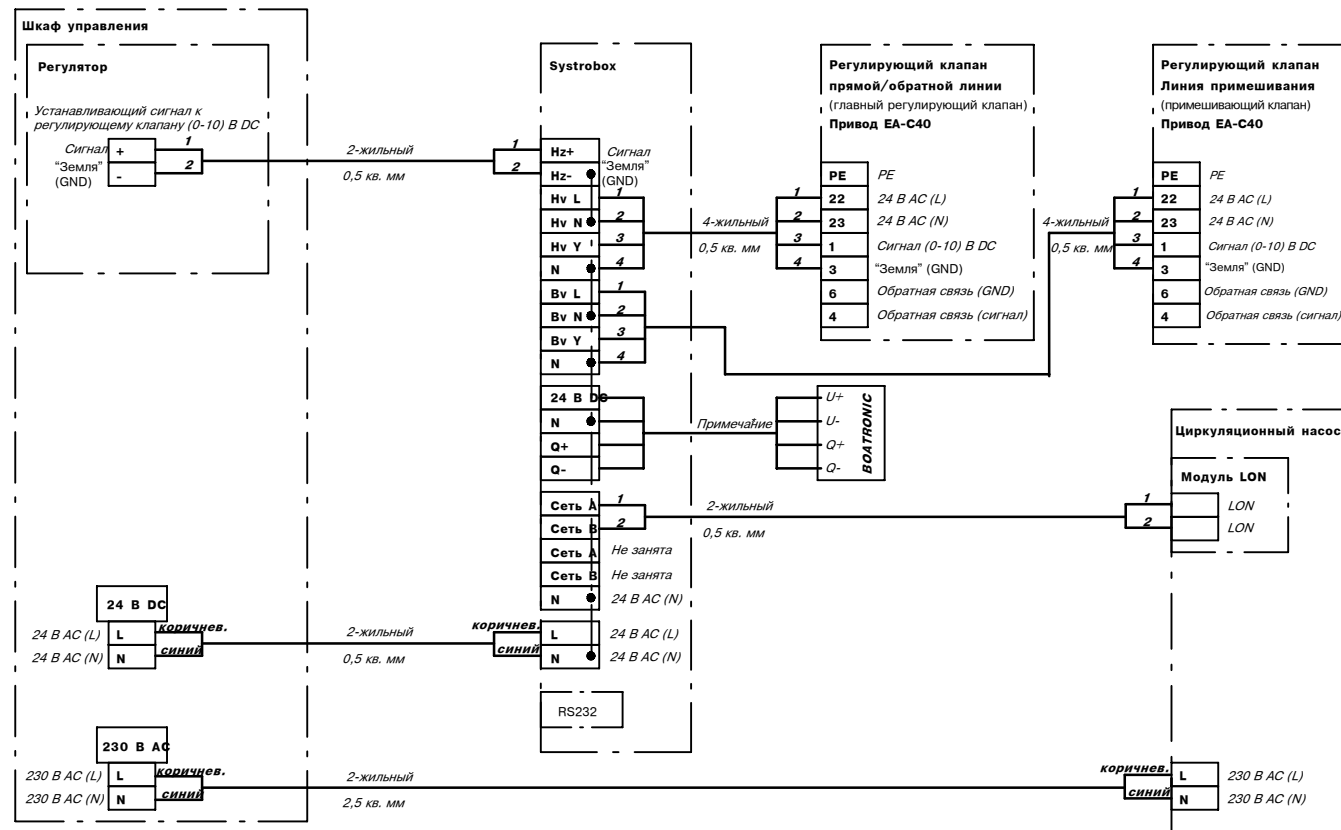 Шкаф управления
Регулятор
Устанавливающий сигнал к
регулирующему клапану (0-10) В DC
Сигнал + 1
"Земля" - 2
(GND)
2-жильный
0,5 кв. мм
Systrobox
1 Hz+ Сигнал
2 Hz- "Земля"
(GND)
Hv L 1
Hv N 2
Hv Y 3
N 4
Bv L 1
Bv N 2
Bv Y 3
N 4
24 В DC
N
Q+
Q-
Сеть A 1
Сеть B 2
Сеть A Не занята
Сеть B Не занята
N 24 В AC (N)
коричнев. L 24 В AC (L)
синий N 24 В AC (N)
RS232
4-жильный
0,5 кв. мм
Регулирующий клапан
прямой/обратной линии
(главный регулирующий клапан)
Привод EA-C40
PE PE
1 22 24 В AC (L)
2 23 24 В AC (N)
3 1 Сигнал (0-10) В DC
4 3 "Земля" (GND)
6 Обратная связь (GND)
4 Обратная связь (сигнал)
4-жильный
0,5 кв. мм
Регулирующий клапан
Линия примешивания
(примешивающий клапан)
Привод EA-C40
PE PE
1 22 24 В AC (L)
2 23 24 В AC (N)
3 1 Сигнал (0-10) В DC
4 3 "Земля" (GND)
6 Обратная связь (GND)
4 Обратная связь (сигнал)
Примечание
U+
U-
Q+
Q-
BOATRONIC
2-жильный
0,5 кв. мм
Циркуляционный насос
Модуль LON
1 LON
2 LON
24 В DC
24 В AC (L) L коричнев.
24 В AC (N) N синий
2-жильный
0,5 кв. мм
230 В AC
230 В AC (L) L коричнев.
230 В AC (N) N синий
2-жильный
2,5 кв. мм
коричнев. L 230 В AC (L)
синий N 230 В AC (N)